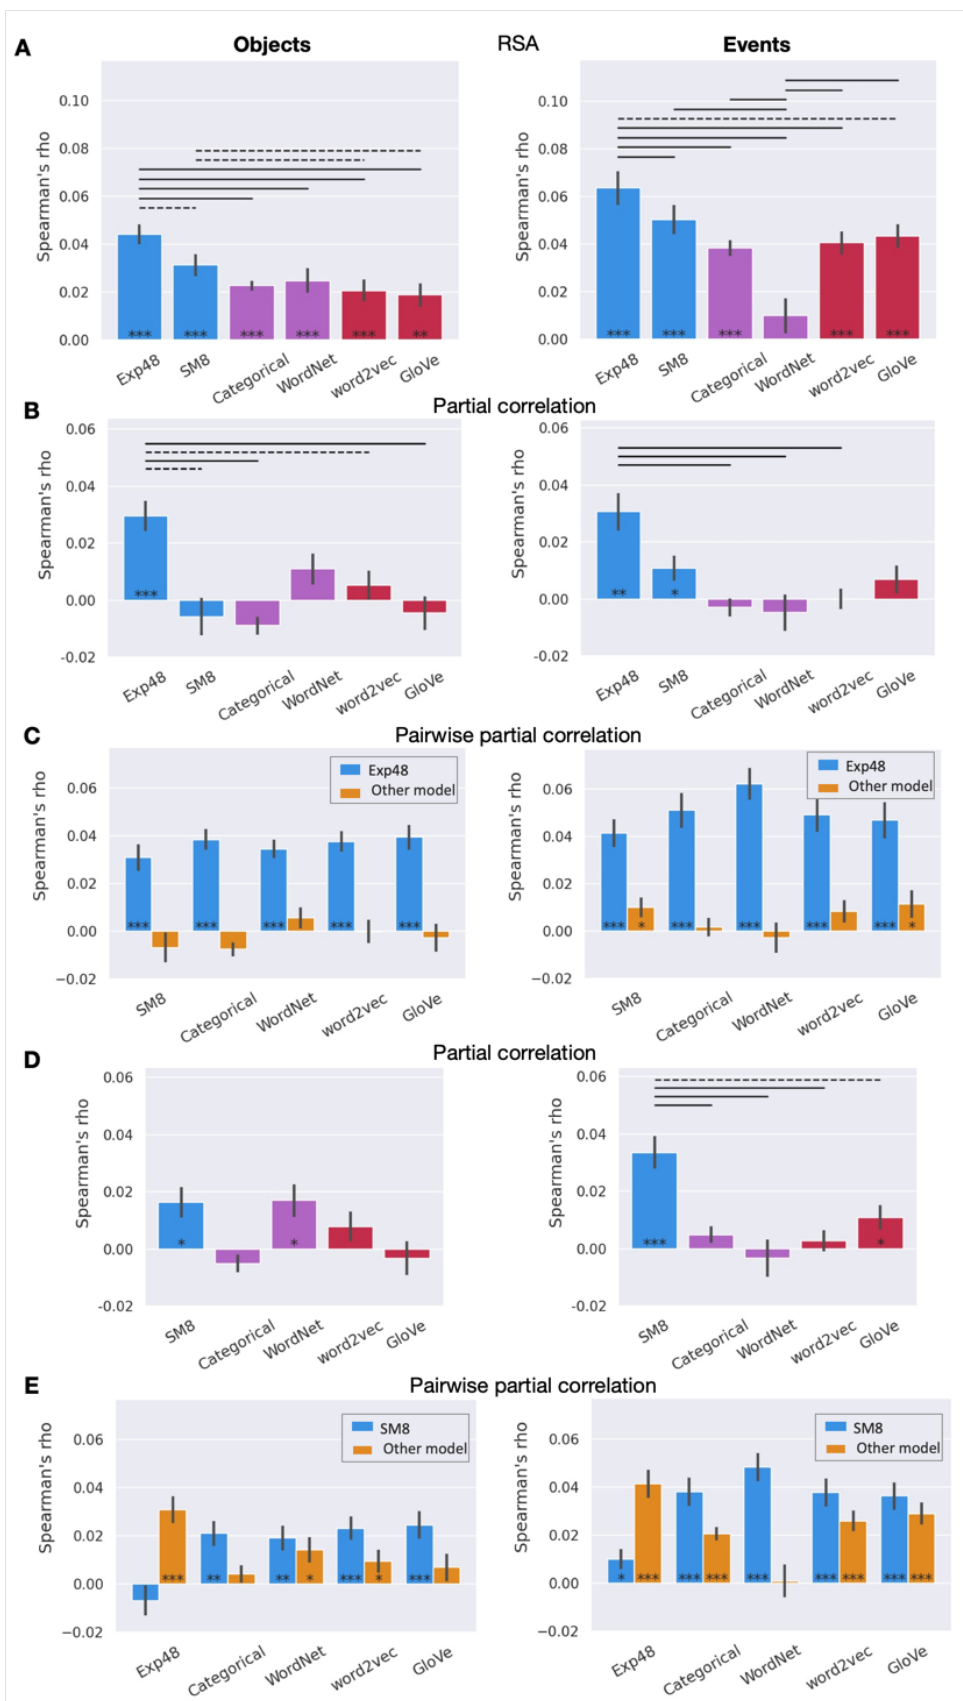 A Objects RSA Events
Spearman's rho
0.10
0.08
0.06
0.04
0.02
0.00
*** *** *** *** *** **
Exp48 SM8 Categorical WordNet word2vec GloVe
Spearman's rho
0.10
0.08
0.06
0.04
0.02
0.00
*** *** *** *** ***
Exp48 SM8 Categorical WordNet word2vec GloVe
B Partial correlation
Spearman's rho
0.06
0.04
0.02
0.00
-0.02
***
Exp48 SM8 Categorical WordNet word2vec GloVe
Spearman's rho
0.06
0.04
0.02
0.00
-0.02
** *
Exp48 SM8 Categorical WordNet word2vec GloVe
C Pairwise partial correlation
Spearman's rho
Exp48
Other model
0.06
0.04
0.02
0.00
−0.02
*** *** *** *** ***
SM8 Categorical WordNet word2vec GloVe
Spearman's rho
Exp48
Other model
0.06
0.04
0.02
0.00
−0.02
*** * *** *** *** *** *
SM8 Categorical WordNet word2vec GloVe
D Partial correlation
Spearman's rho
0.06
0.04
0.02
0.00
-0.02
* *
SM8 Categorical WordNet word2vec GloVe
Spearman's rho
0.06
0.04
0.02
0.00
-0.02
*** *
SM8 Categorical WordNet word2vec GloVe
E Pairwise partial correlation
Spearman's rho
SM8
Other model
0.06
0.04
0.02
0.00
−0.02
*** ** ** * *** * ***
Exp48 Categorical WordNet word2vec GloVe
Spearman's rho
SM8
Other model
0.06
0.04
0.02
0.00
−0.02
* *** *** *** *** *** *** *** ***
Exp48 Categorical WordNet word2vec GloVe